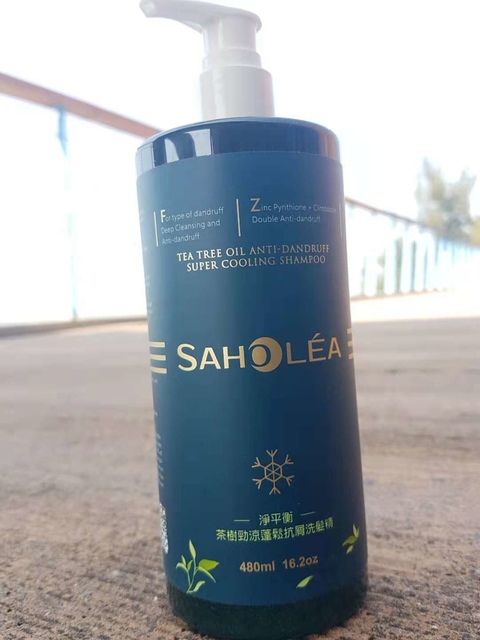 For type of dandruff
Deep Cleansing and
Anti-dandruff
Zinc Pyrithione + Climbazole
Double Anti-dandruff
TEA TREE OIL ANTI-DANDRUFF
SUPER COOLING SHAMPOO
SAHOLÉA
淨平衡
茶樹勁涼蓬鬆抗屑洗髮精
480ml 16.2oz